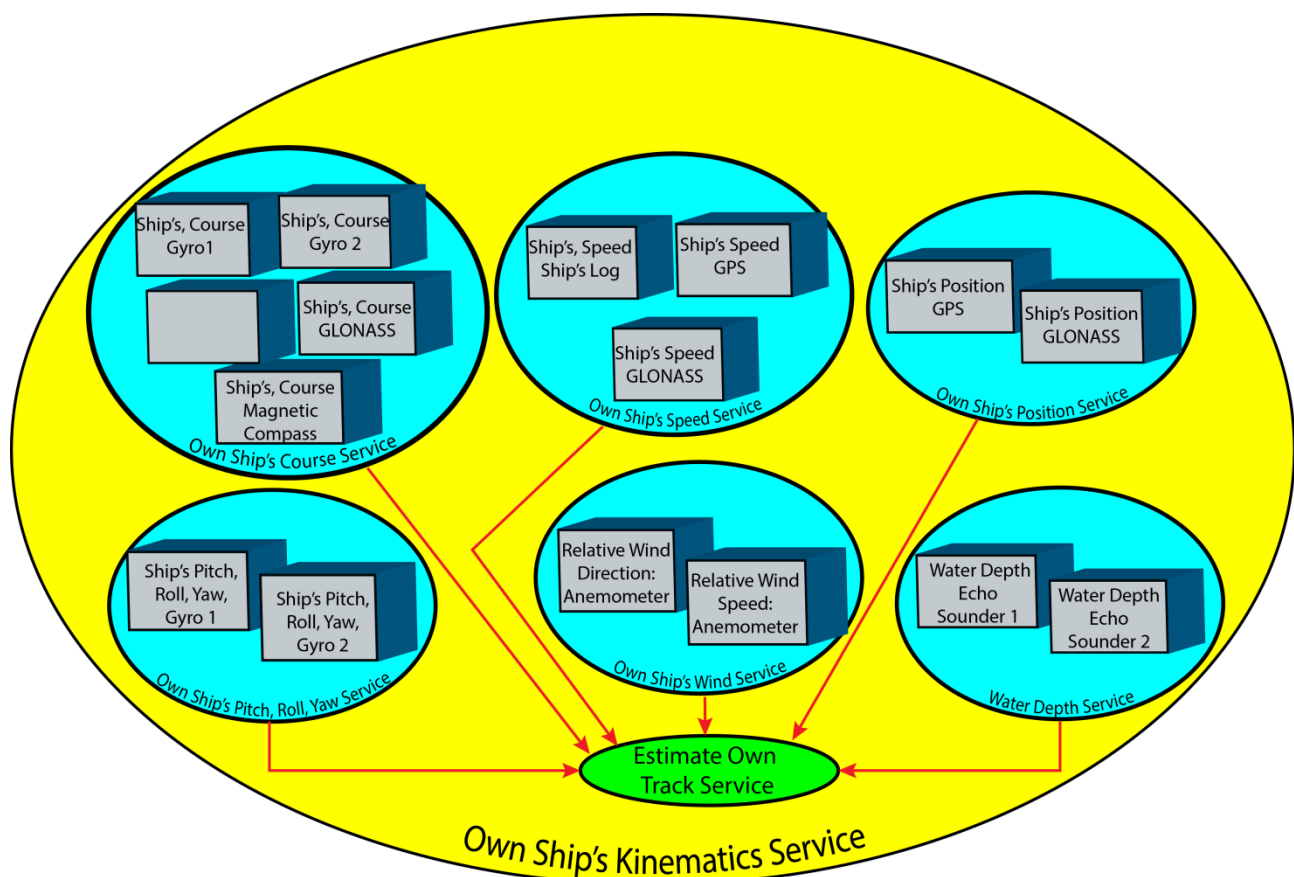 Ship's, Course
Gyro1
Ship's, Course
Gyro 2
Ship's, Course
GLONASS
Ship's, Course
Magnetic
Compass
Own Ship's Course Service
Ship's, Speed
Ship's Log
Ship's Speed
GPS
Ship's Speed
GLONASS
Own Ship's Speed Service
Ship's Position
GPS
Ship's Position
GLONASS
Own Ship's Position Service
Ship's Pitch,
Roll, Yaw,
Gyro 1
Ship's Pitch,
Roll, Yaw,
Gyro 2
Own Ship's Pitch, Roll, Yaw Service
Relative Wind
Direction:
Anemometer
Relative Wind
Speed:
Anemometer
Own Ship's Wind Service
Water Depth
Echo
Sounder 1
Water Depth
Echo
Sounder 2
Water Depth Service
Estimate Own
Track Service
Own Ship's Kinematics Service